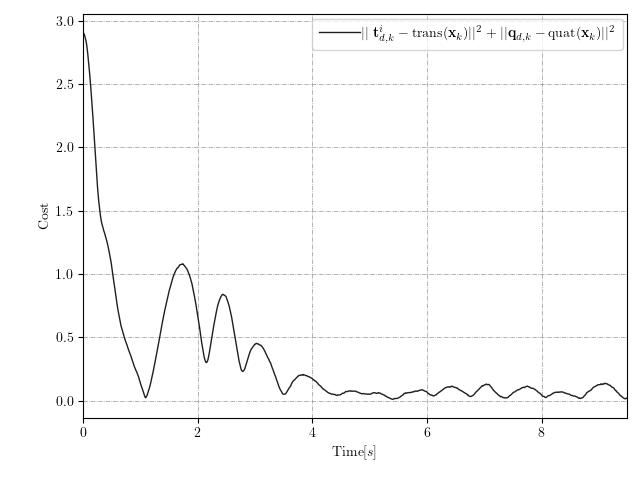 || t^i_{d,k} − trans(x_k)||^2 + ||q_{d,k} − quat(x_k)||^2
3.0
2.5
2.0
1.5
1.0
0.5
0.0
Cost
0 2 4 6 8
Time[s]